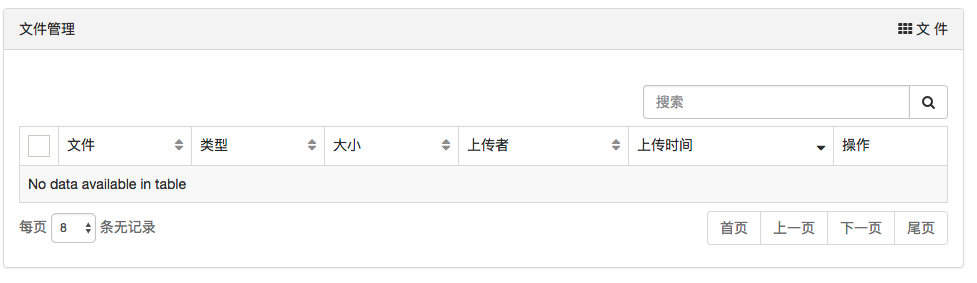 文件管理 文 件
搜索
文件 类型 大小 上传者 上传时间 操作
No data available in table
每页 8 条无记录 首页 上一页 下一页 尾页